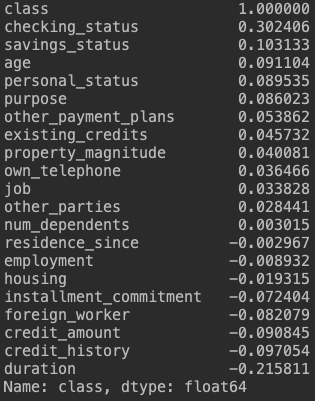 class 1.000000
checking_status 0.302406
savings_status 0.103133
age 0.091104
personal_status 0.089535
purpose 0.086023
other_payment_plans 0.053862
existing_credits 0.045732
property_magnitude 0.040081
own_telephone 0.036466
job 0.033828
other_parties 0.028441
num_dependents 0.003015
residence_since -0.002967
employment -0.008932
housing -0.019315
installment_commitment -0.072404
foreign_worker -0.082079
credit_amount -0.090845
credit_history -0.097054
duration -0.215811
Name: class, dtype: float64